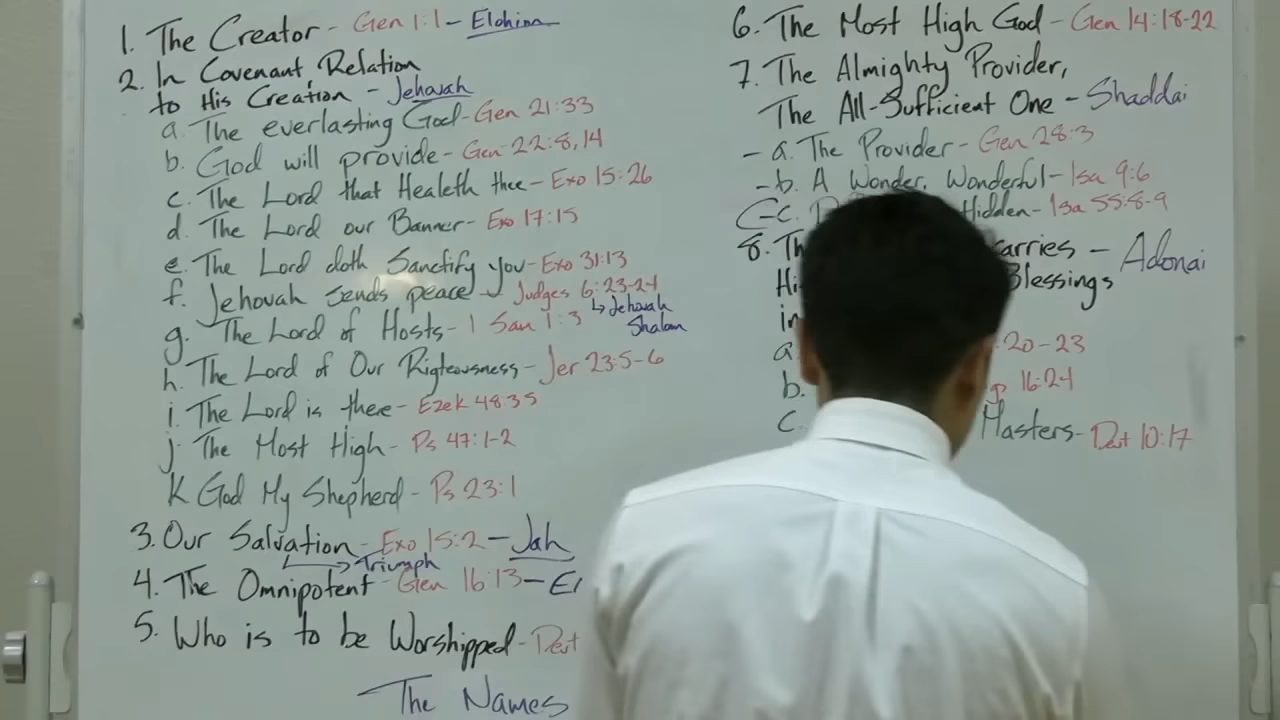 1. The Creator - Gen 1:1 - Elohim
2. In Covenant Relation
to His Creation - Jehovah
a. The everlasting God - Gen 21:33
b. God will provide - Gen 22:8,14
c. The Lord that Healeth thee - Exo 15:26
d. The Lord our Banner - Exo 17:15
e. The Lord doth Sanctify you - Exo 31:13
f. Jehovah sends peace - Judges 6:23-24
↳ Jehovah
Shalom
g. The Lord of Hosts - 1 Sam 1:3
h. The Lord of Our Rigteousness - Jer 23:5-6
i. The Lord is there - Ezek 48:35
j. The Most High - Ps 47:1-2
K God My Shepherd - Ps 23:1
3. Our Salvation - Exo 15:2 - Jah
Triumph
4. The Omnipotent - Gen 16:13 - El
5. Who is to be Worshipped -
The Names
6. The Most High God - Gen 14:18-22
7. The Almighty Provider,
The All-Sufficient One - Shaddai
- a. The Provider - Gen 28:3
- b. A Wonder, Wonderful - Isa 9:6
c. Hidden - Isa 55:8-9
8. Th arries - Adonai
Hi Blessings
in
a. 20-23
b. 16:24
c. Masters - Deut 10:17